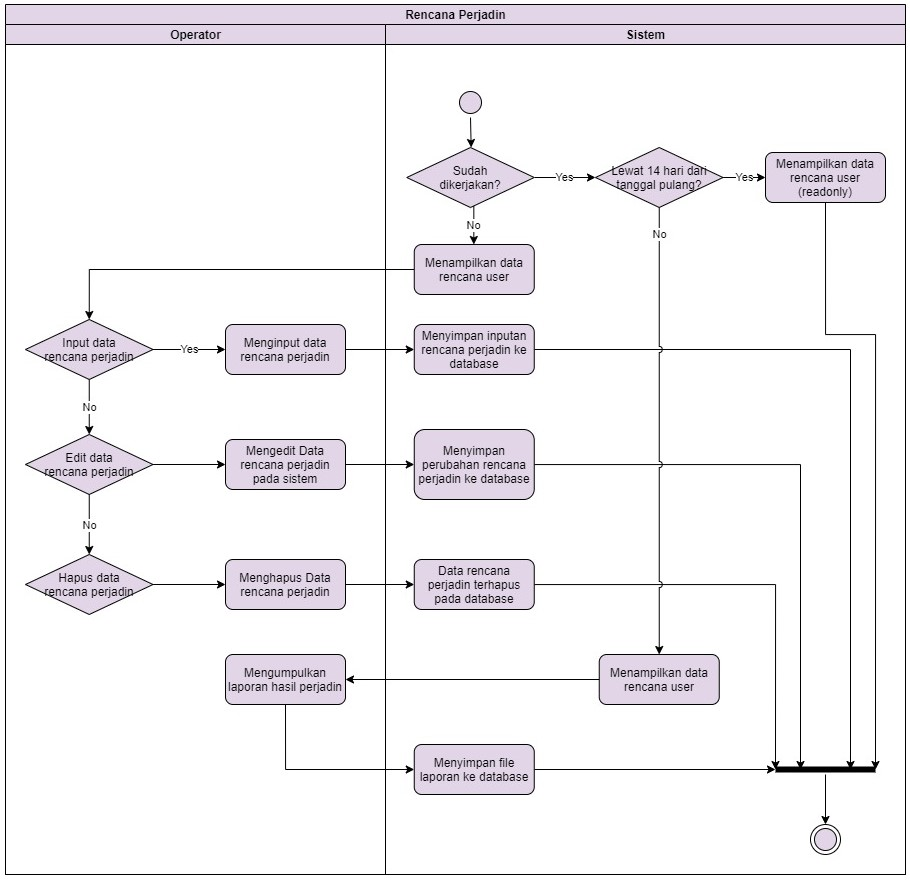 Rencana Perjadin
Operator
Sistem
Sudah
dikerjakan?
Yes
Lewat 14 hari dari
tanggal pulang?
Yes
Menampilkan data
rencana user
(readonly)
No
No
Menampilkan data
rencana user
Input data
rencana perjadin
Yes
Menginput data
rencana perjadin
Menyimpan inputan
rencana perjadin ke
database
No
Edit data
rencana perjadin
Mengedit Data
rencana perjadin
pada sistem
Menyimpan
perubahan rencana
perjadin ke database
No
Hapus data
rencana perjadin
Menghapus Data
rencana perjadin
Data rencana
perjadin terhapus
pada database
Mengumpulkan
laporan hasil perjadin
Menampilkan data
rencana user
Menyimpan file
laporan ke database